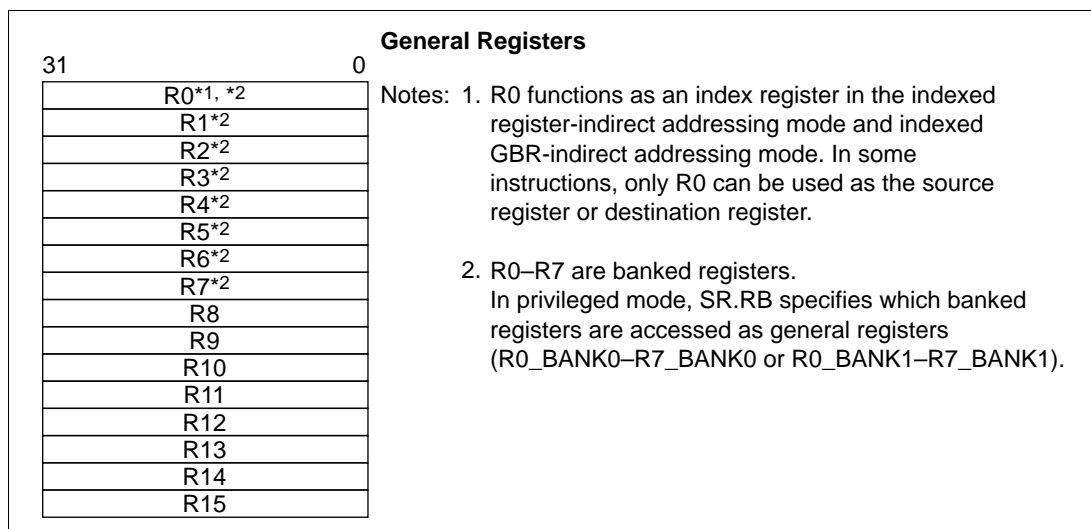 General Registers
31 0
R0*1, *2
R1*2
R2*2
R3*2
R4*2
R5*2
R6*2
R7*2
R8
R9
R10
R11
R12
R13
R14
R15
Notes: 1. R0 functions as an index register in the indexed
register-indirect addressing mode and indexed
GBR-indirect addressing mode. In some
instructions, only R0 can be used as the source
register or destination register.
2. R0–R7 are banked registers.
In privileged mode, SR.RB specifies which banked
registers are accessed as general registers
(R0_BANK0–R7_BANK0 or R0_BANK1–R7_BANK1).